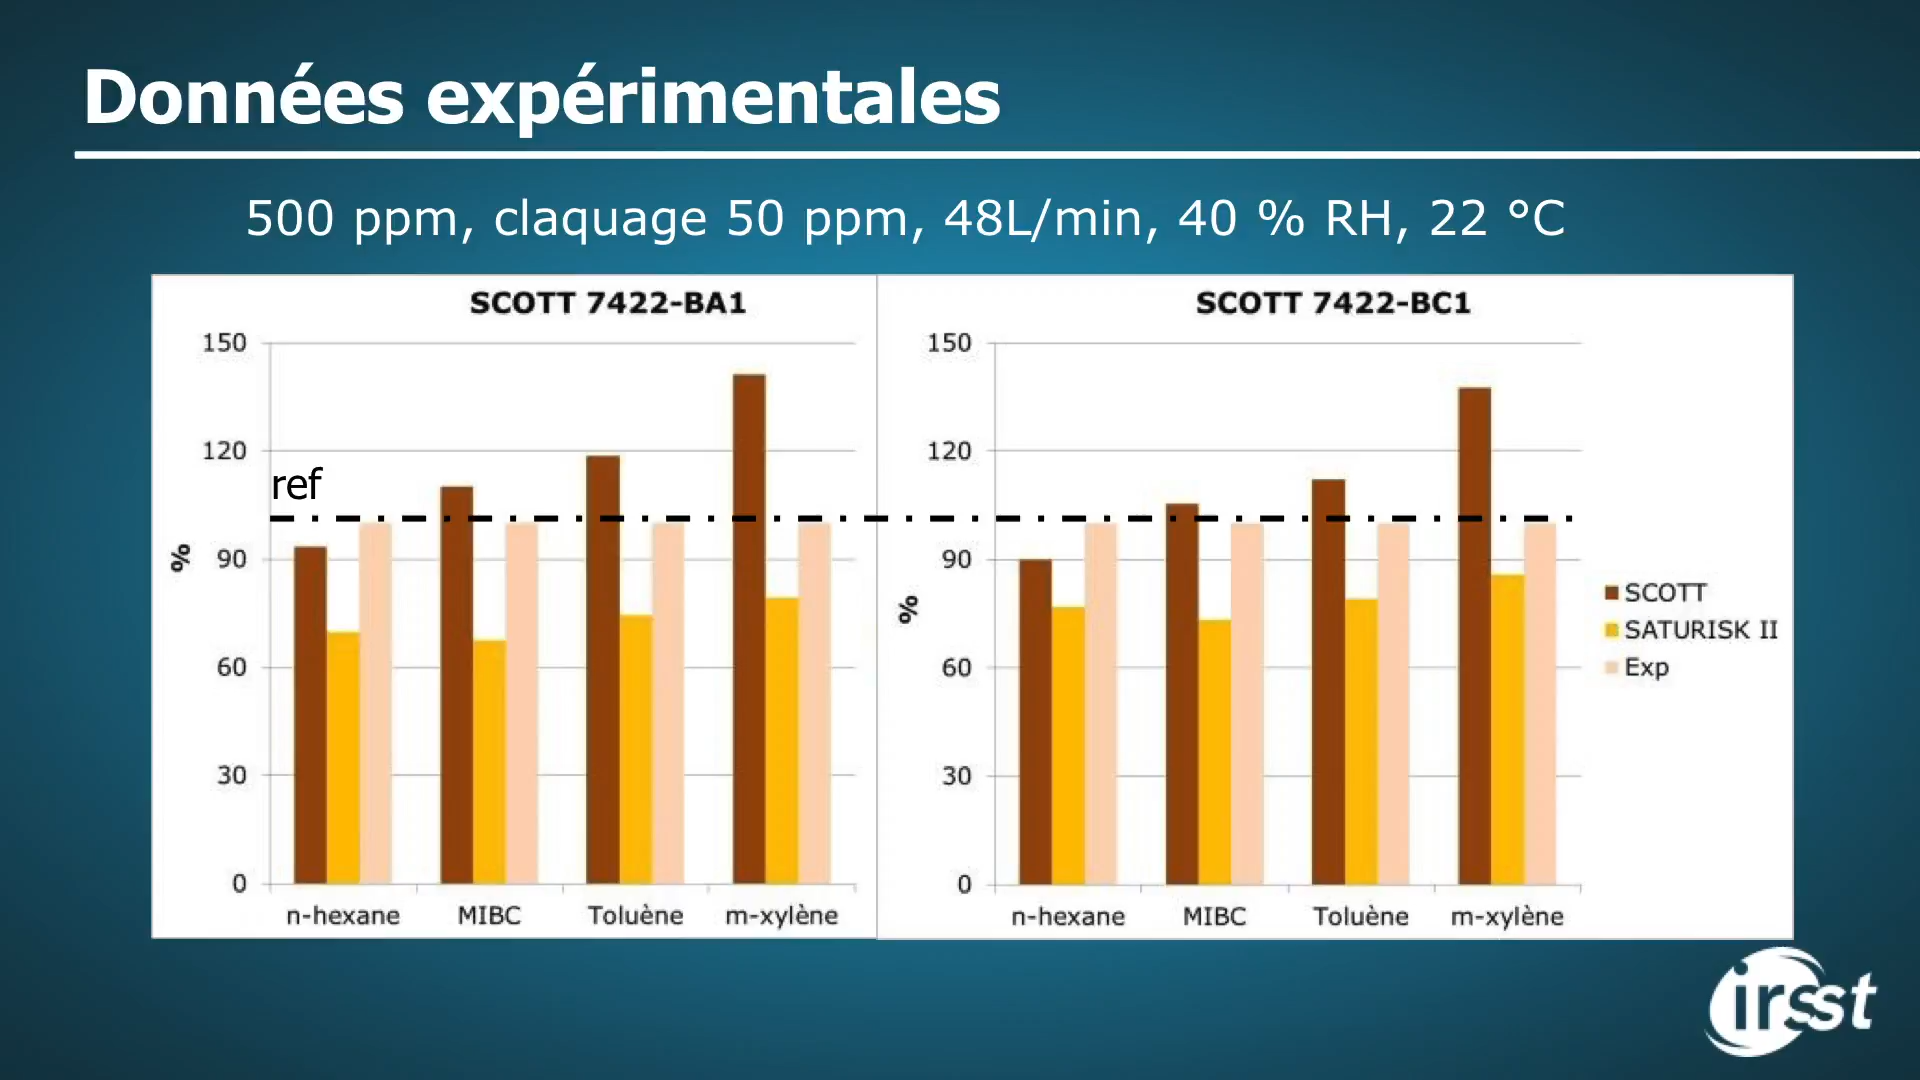 Données expérimentales
500 ppm, claquage 50 ppm, 48L/min, 40 % RH, 22 °C
SCOTT 7422-BA1
150
120
ref
%
90
60
30
0
n-hexane MIBC Toluène m-xylène
SCOTT 7422-BC1
150
120
90
%
60
30
0
n-hexane MIBC Toluène m-xylène
SCOTT
SATURISK II
Exp
irsst